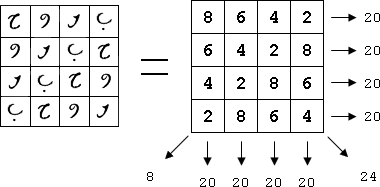 ب د و ح
ح ب د و
و ح ب د
د و ح ب
=
8 6 4 2 → 20
6 4 2 8 → 20
4 2 8 6 → 20
2 8 6 4 → 20
8 20 20 20 20 24